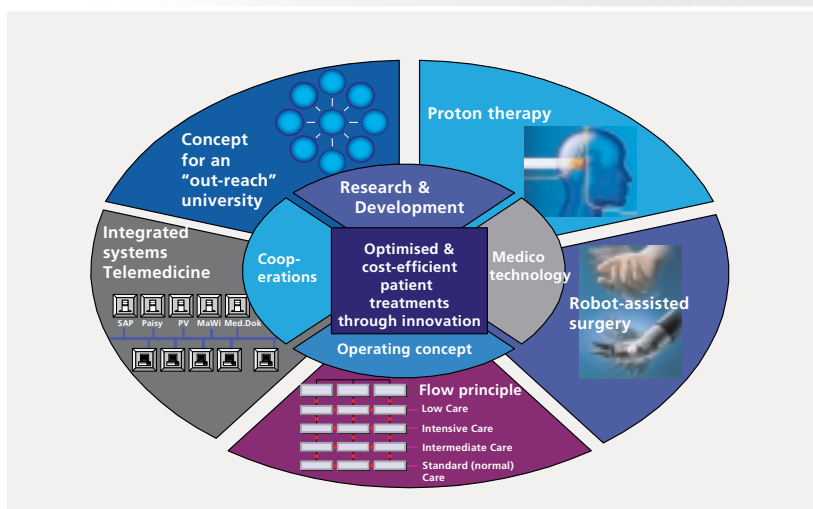 Concept
for an
“out-reach”
university
Proton therapy
Research &
Development
Integrated
systems
Telemedicine
Coop-
erations
Optimised &
cost-efficient
patient
treatments
through innovation
Medico
technology
Robot-assisted
surgery
SAP Paisy PV MaWi Med.Dok
Operating concept
Flow principle
Low Care
Intensive Care
Intermediate Care
Standard (normal)
Care